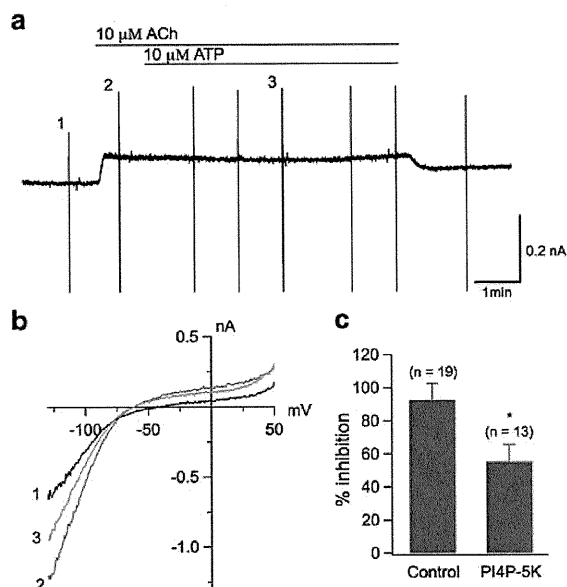 a
10 μM ACh
10 μM ATP
1
2
3
0.2 nA
1min
b
nA
0.5
mV
-100
-50
50
-0.5
-1.0
1
3
2
c
% inhibition
120
100
80
60
40
20
0
(n = 19)
*
(n = 13)
Control
PI4P-5K